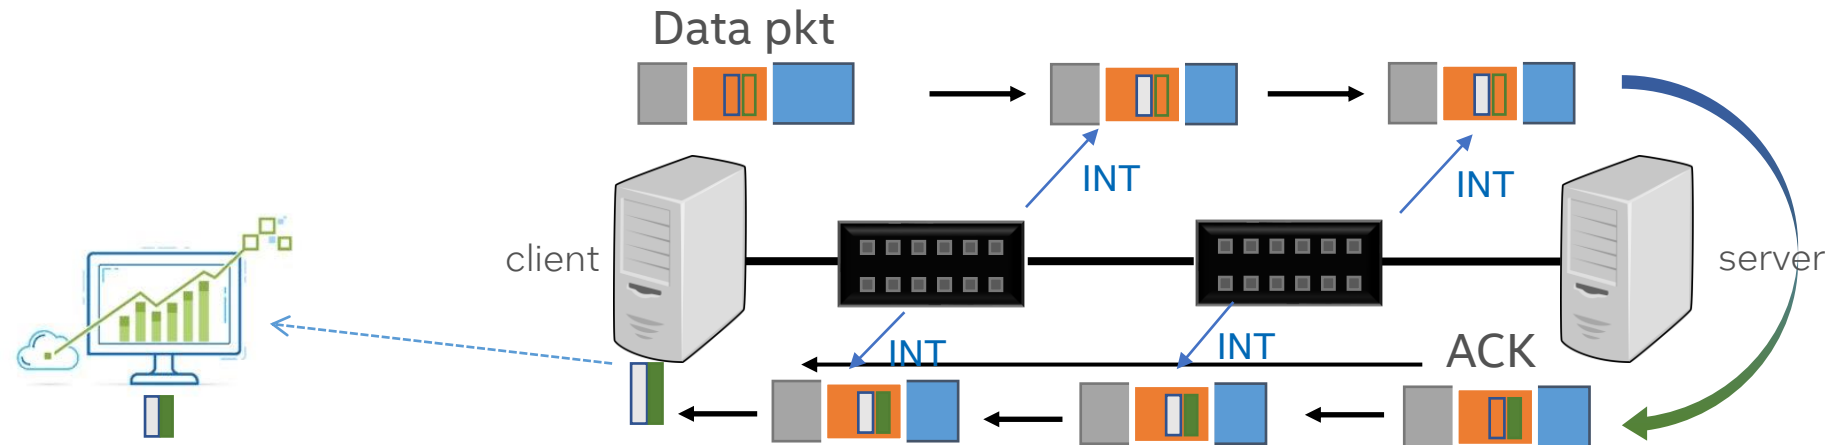 Data pkt
INT
INT
client
server
INT
INT
ACK